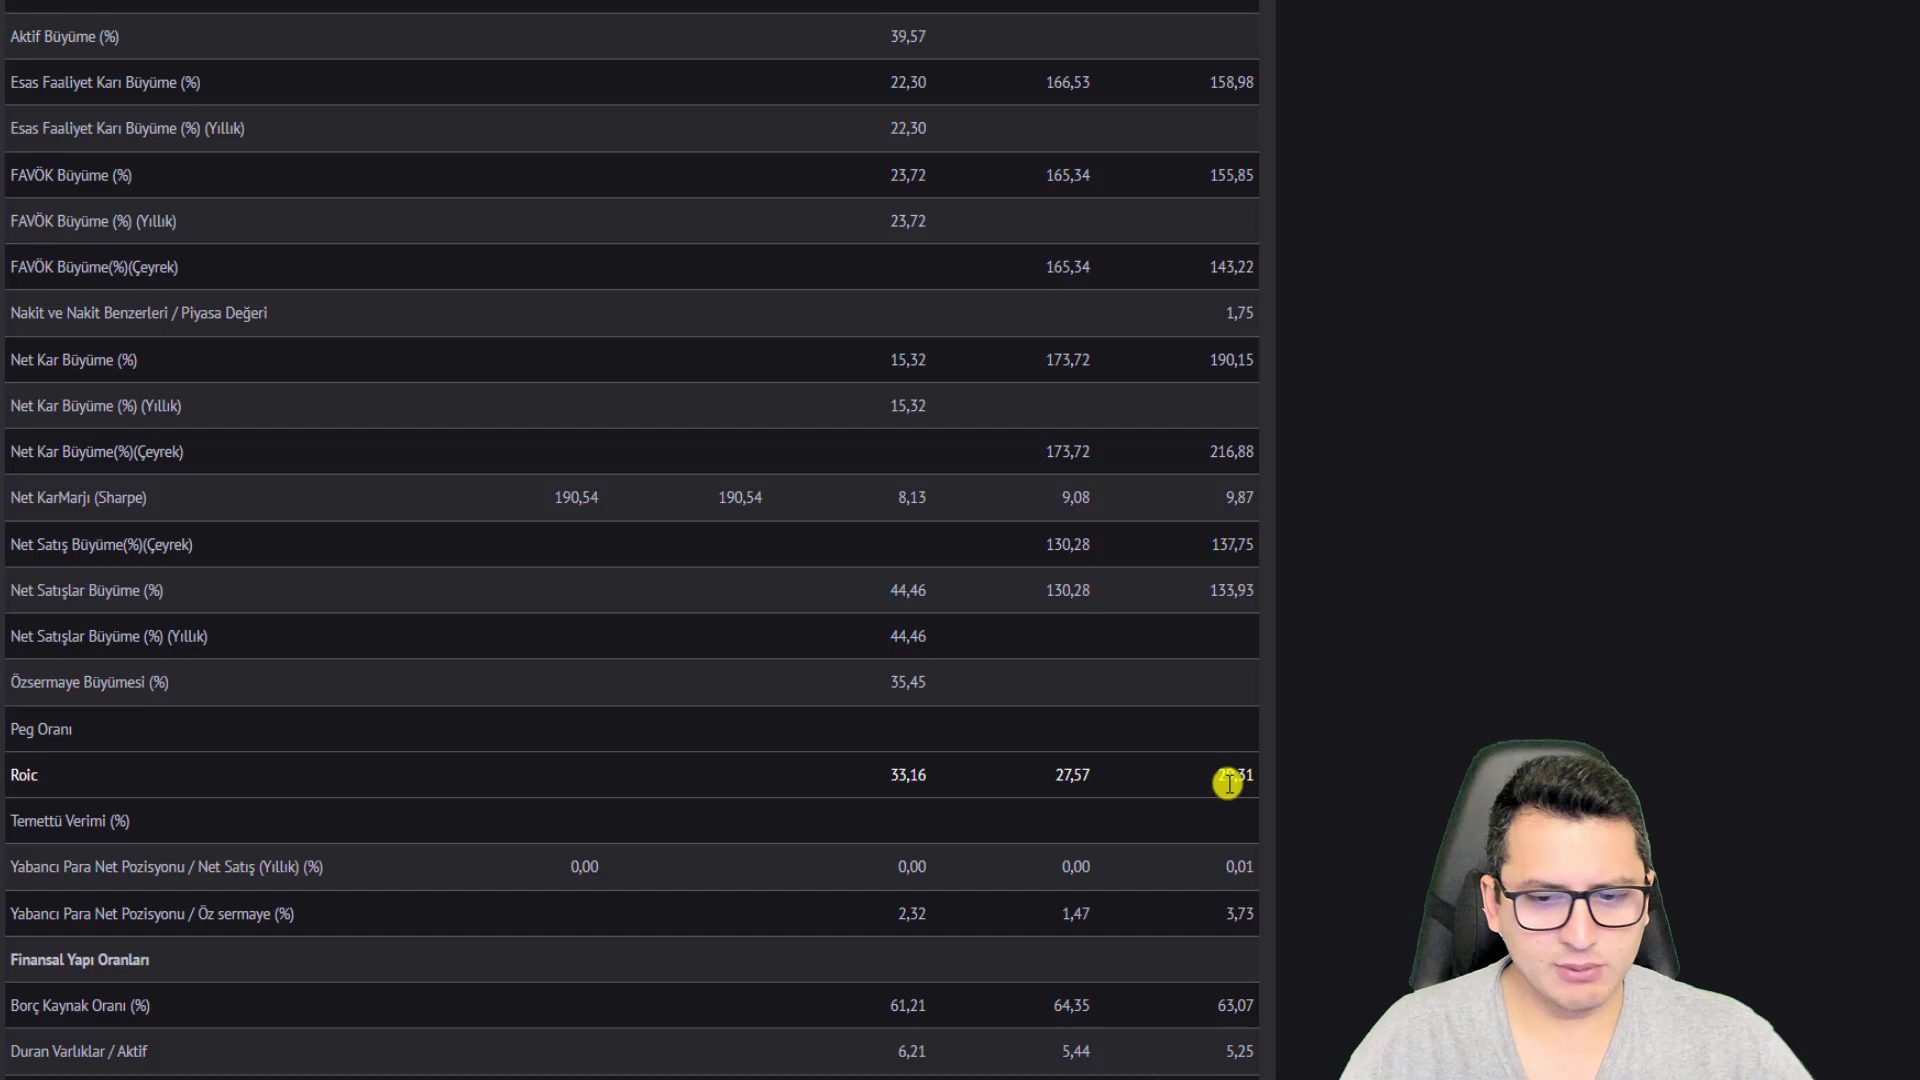 Aktif Büyüme (%) 39,57
Esas Faaliyet Karı Büyüme (%) 22,30 166,53 158,98
Esas Faaliyet Karı Büyüme (%) (Yıllık) 22,30
FAVÖK Büyüme (%) 23,72 165,34 155,85
FAVÖK Büyüme (%) (Yıllık) 23,72
FAVÖK Büyüme(%)(Çeyrek) 165,34 143,22
Nakit ve Nakit Benzerleri / Piyasa Değeri 1,75
Net Kar Büyüme (%) 15,32 173,72 190,15
Net Kar Büyüme (%) (Yıllık) 15,32
Net Kar Büyüme(%)(Çeyrek) 173,72 216,88
Net KarMarjı (Sharpe) 190,54 190,54 8,13 9,08 9,87
Net Satış Büyüme(%)(Çeyrek) 130,28 137,75
Net Satışlar Büyüme (%) 44,46 130,28 133,93
Net Satışlar Büyüme (%) (Yıllık) 44,46
Özsermaye Büyümesi (%) 35,45
Peg Oranı
Roic 33,16 27,57
Temettü Verimi (%)
Yabancı Para Net Pozisyonu / Net Satış (Yıllık) (%) 0,00 0,00 0,00 0,01
Yabancı Para Net Pozisyonu / Öz sermaye (%) 2,32 1,47 3,73
Finansal Yapı Oranları
Borç Kaynak Oranı (%) 61,21 64,35 63,07
Duran Varlıklar / Aktif 6,21 5,44 5,25